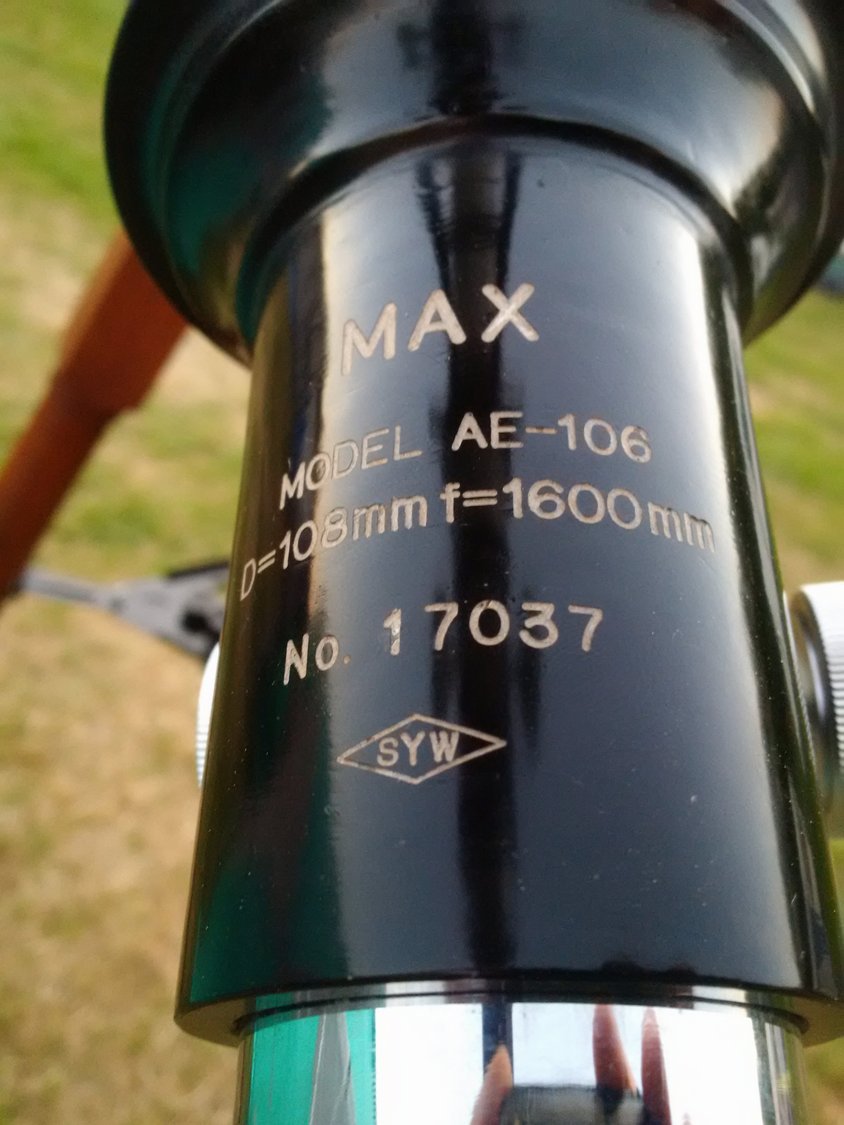 MAX
MODEL AE-106
D=108mm f=1600mm
No. 17037
SYW